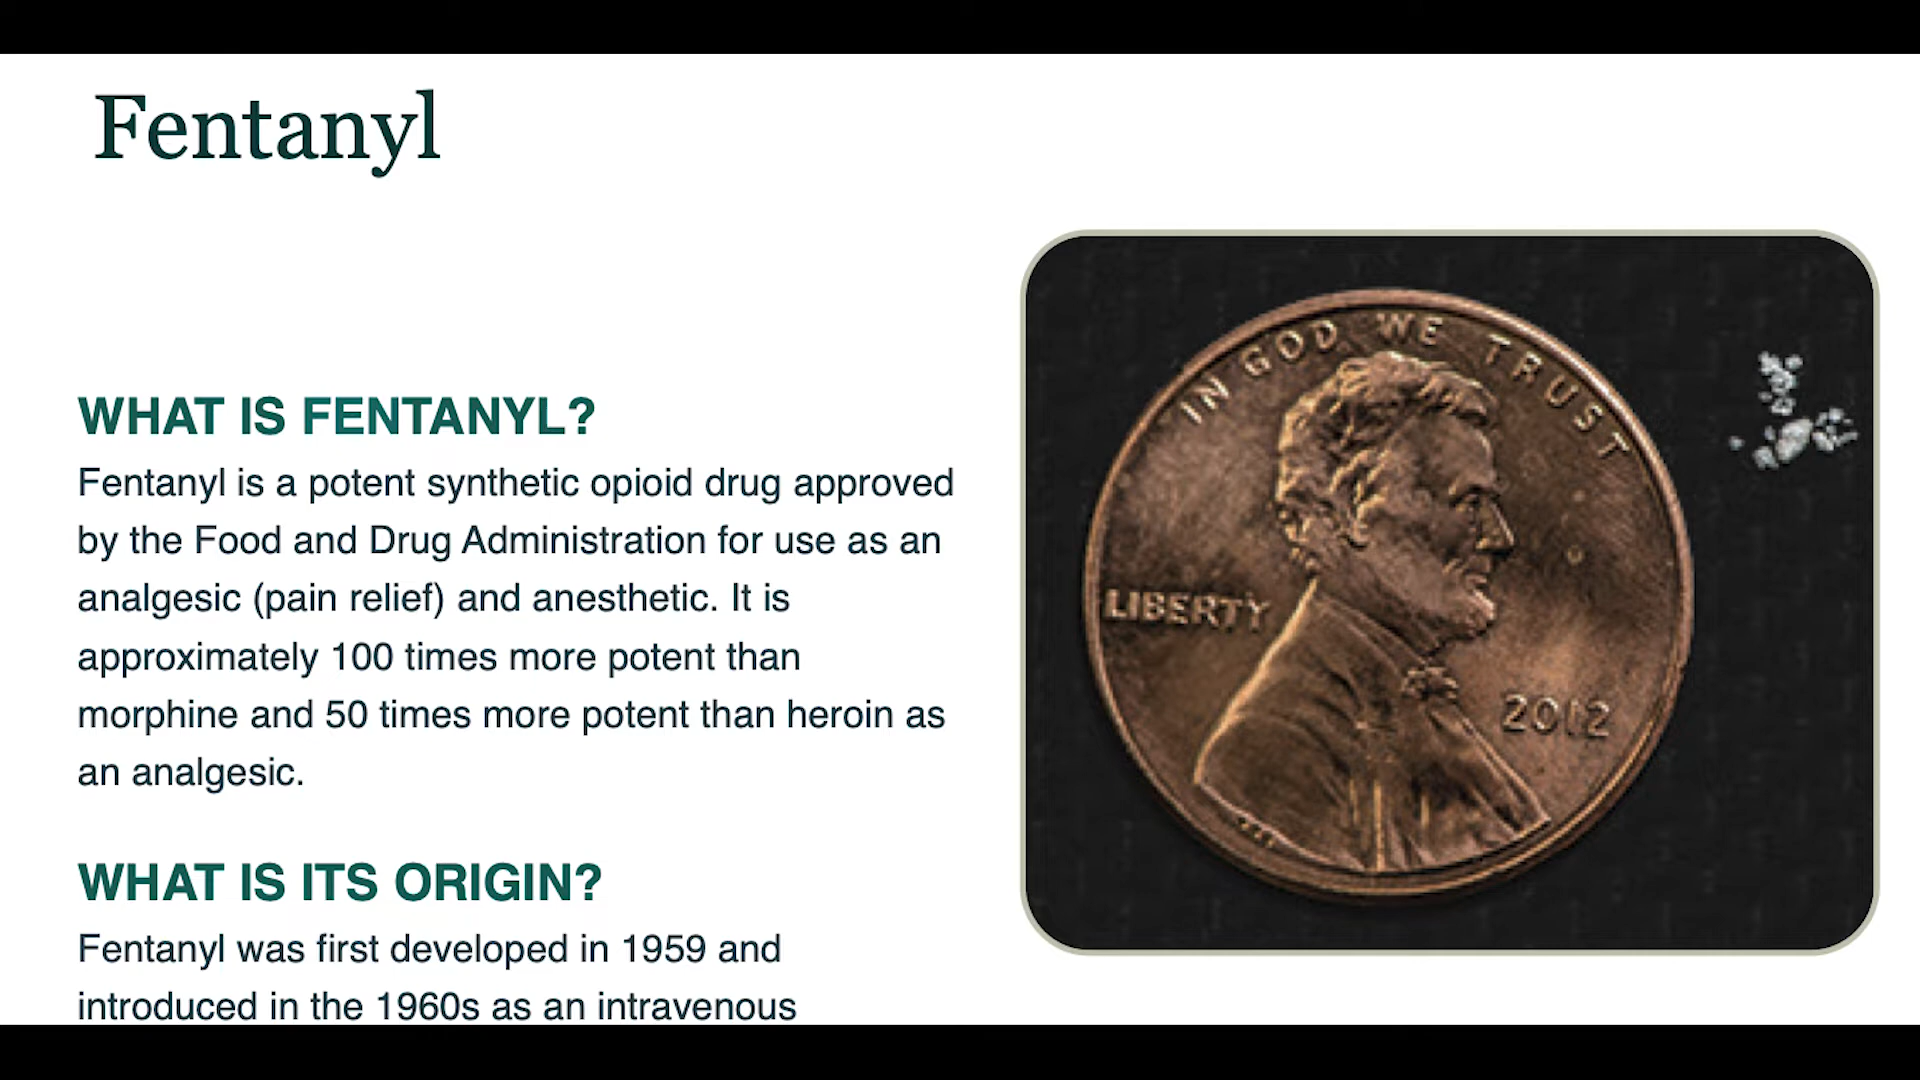 Fentanyl
WHAT IS FENTANYL?
Fentanyl is a potent synthetic opioid drug approved
by the Food and Drug Administration for use as an
analgesic (pain relief) and anesthetic. It is
approximately 100 times more potent than
morphine and 50 times more potent than heroin as
an analgesic.
WHAT IS ITS ORIGIN?
Fentanyl was first developed in 1959 and
introduced in the 1960s as an intravenous
IN GOD WE TRUST
LIBERTY
2012